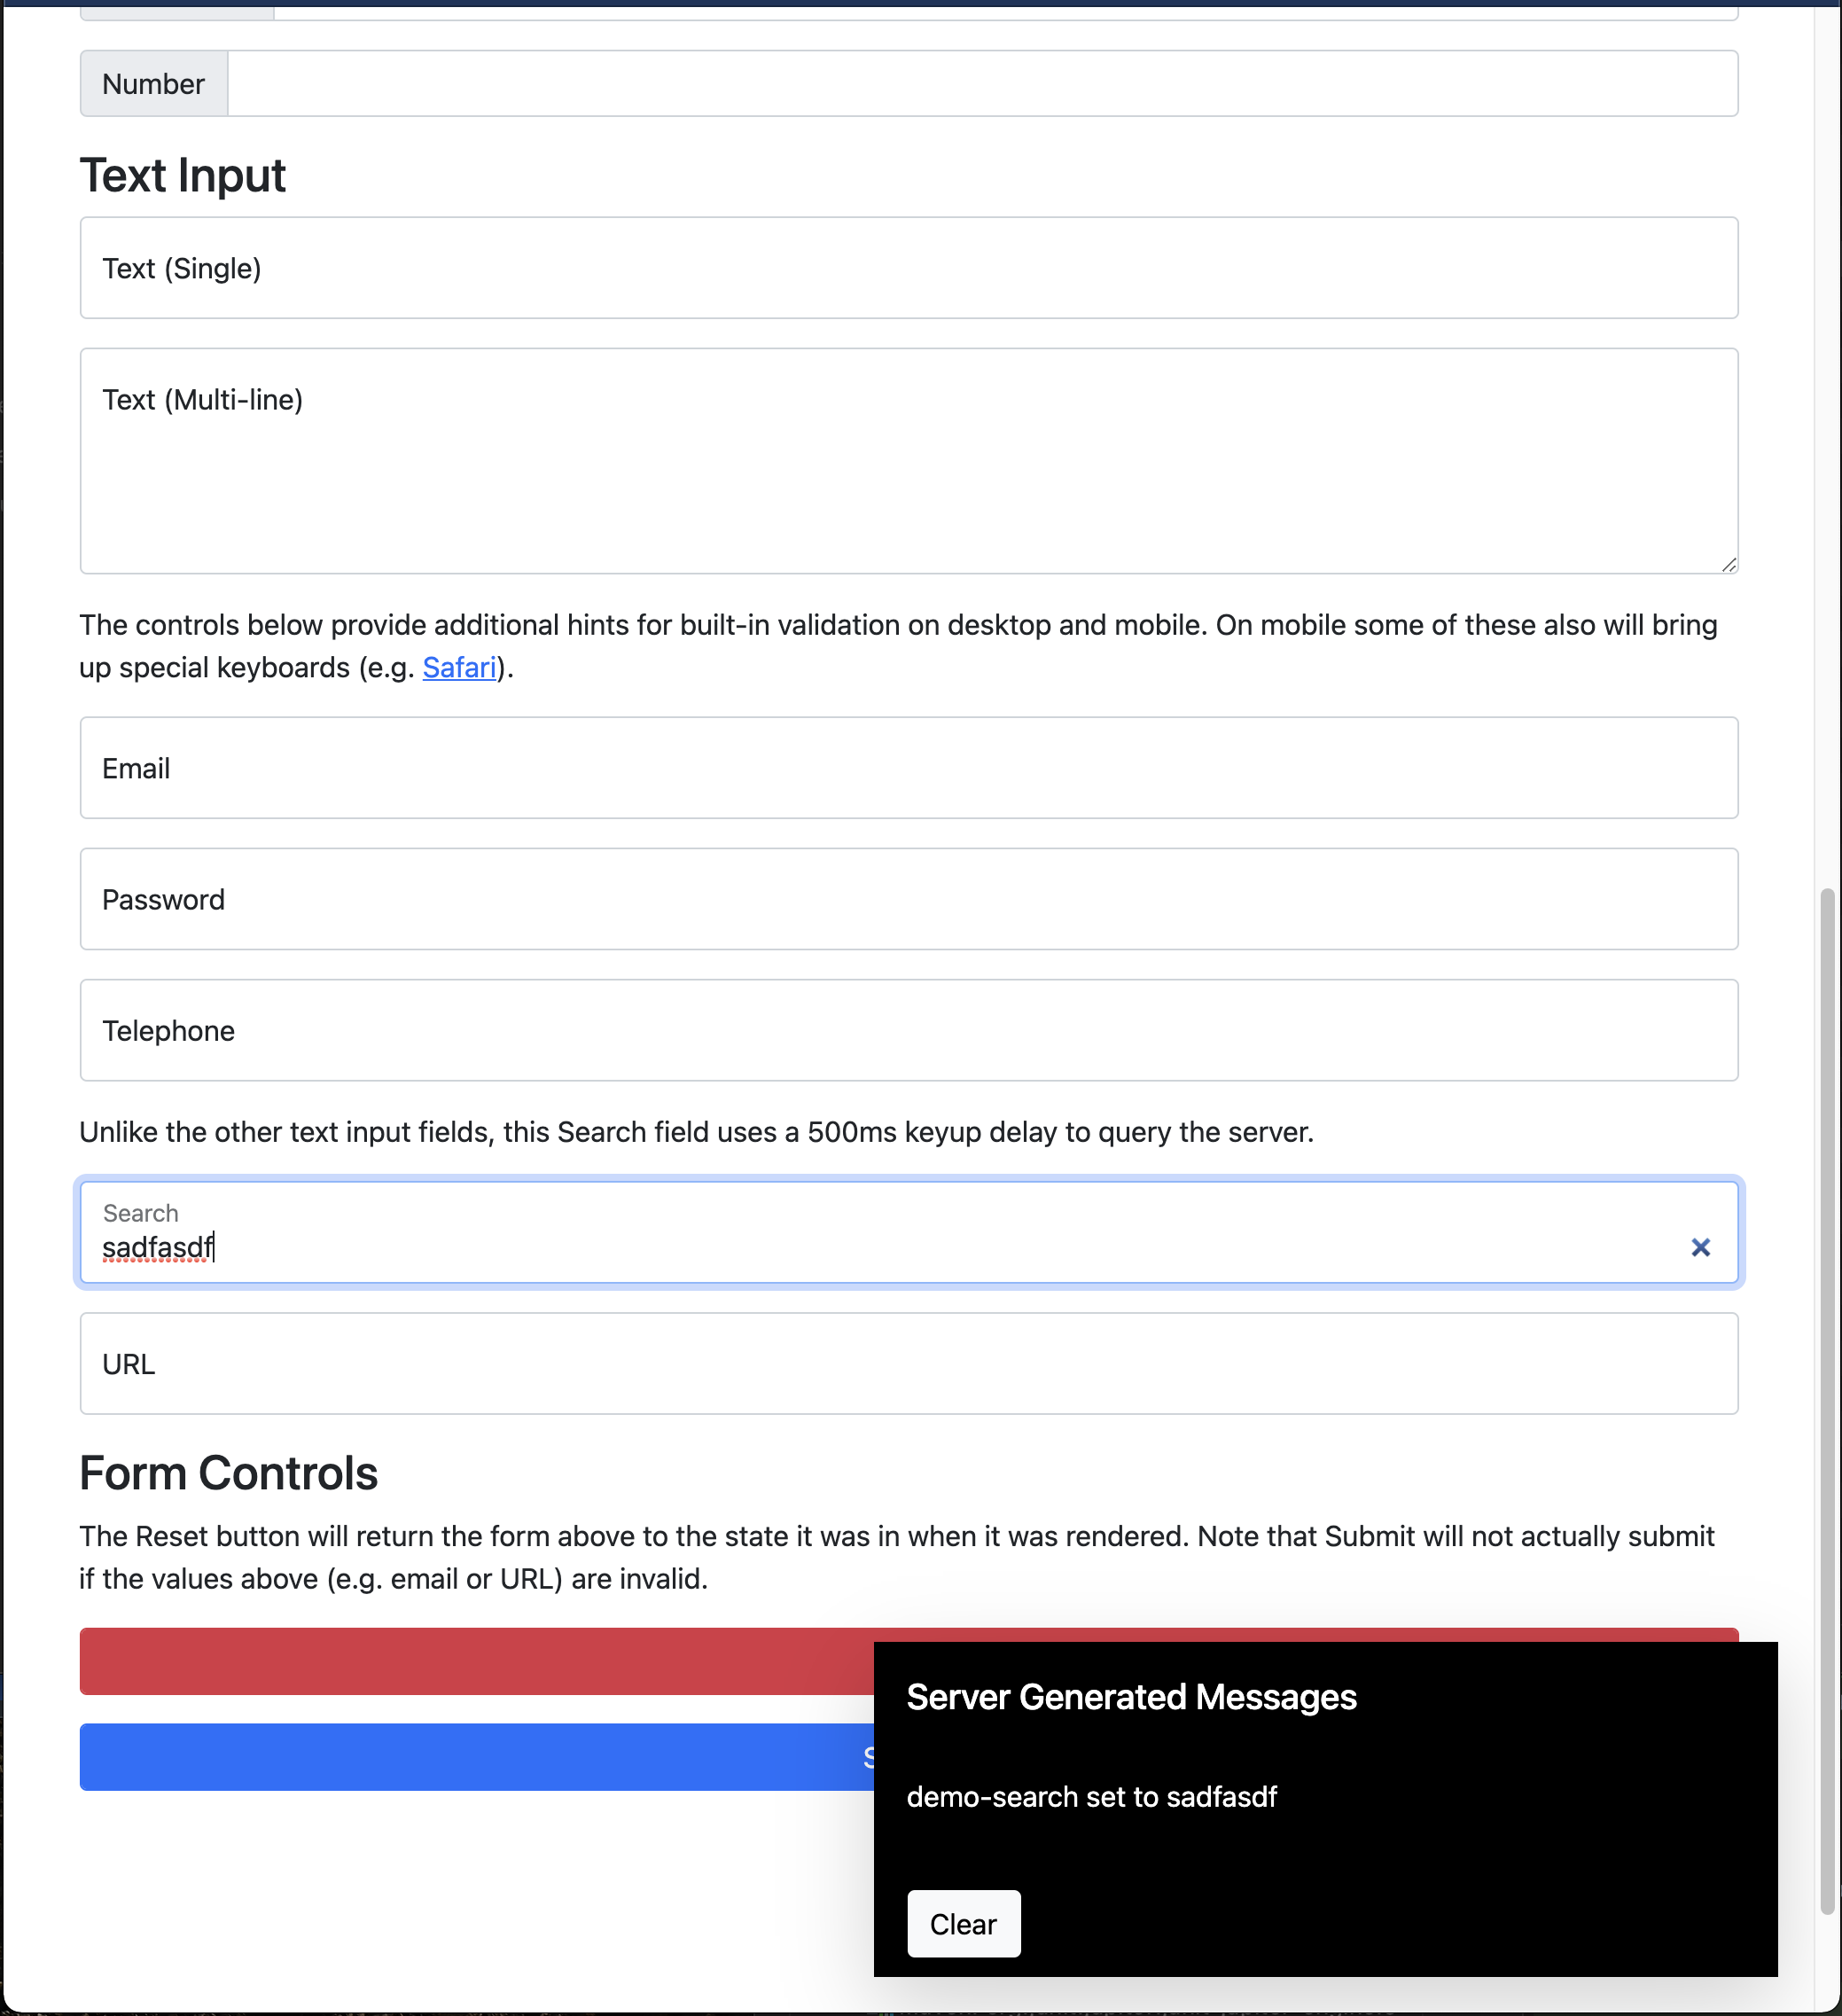 Number
Text Input
Text (Single)
Text (Multi-line)
The controls below provide additional hints for built-in validation on desktop and mobile. On mobile some of these also will bring
up special keyboards (e.g. Safari).
Email
Password
Telephone
Unlike the other text input fields, this Search field uses a 500ms keyup delay to query the server.
Search
sadfasdf
URL
Form Controls
The Reset button will return the form above to the state it was in when it was rendered. Note that Submit will not actually submit
if the values above (e.g. email or URL) are invalid.
Server Generated Messages
demo-search set to sadfasdf
Clear